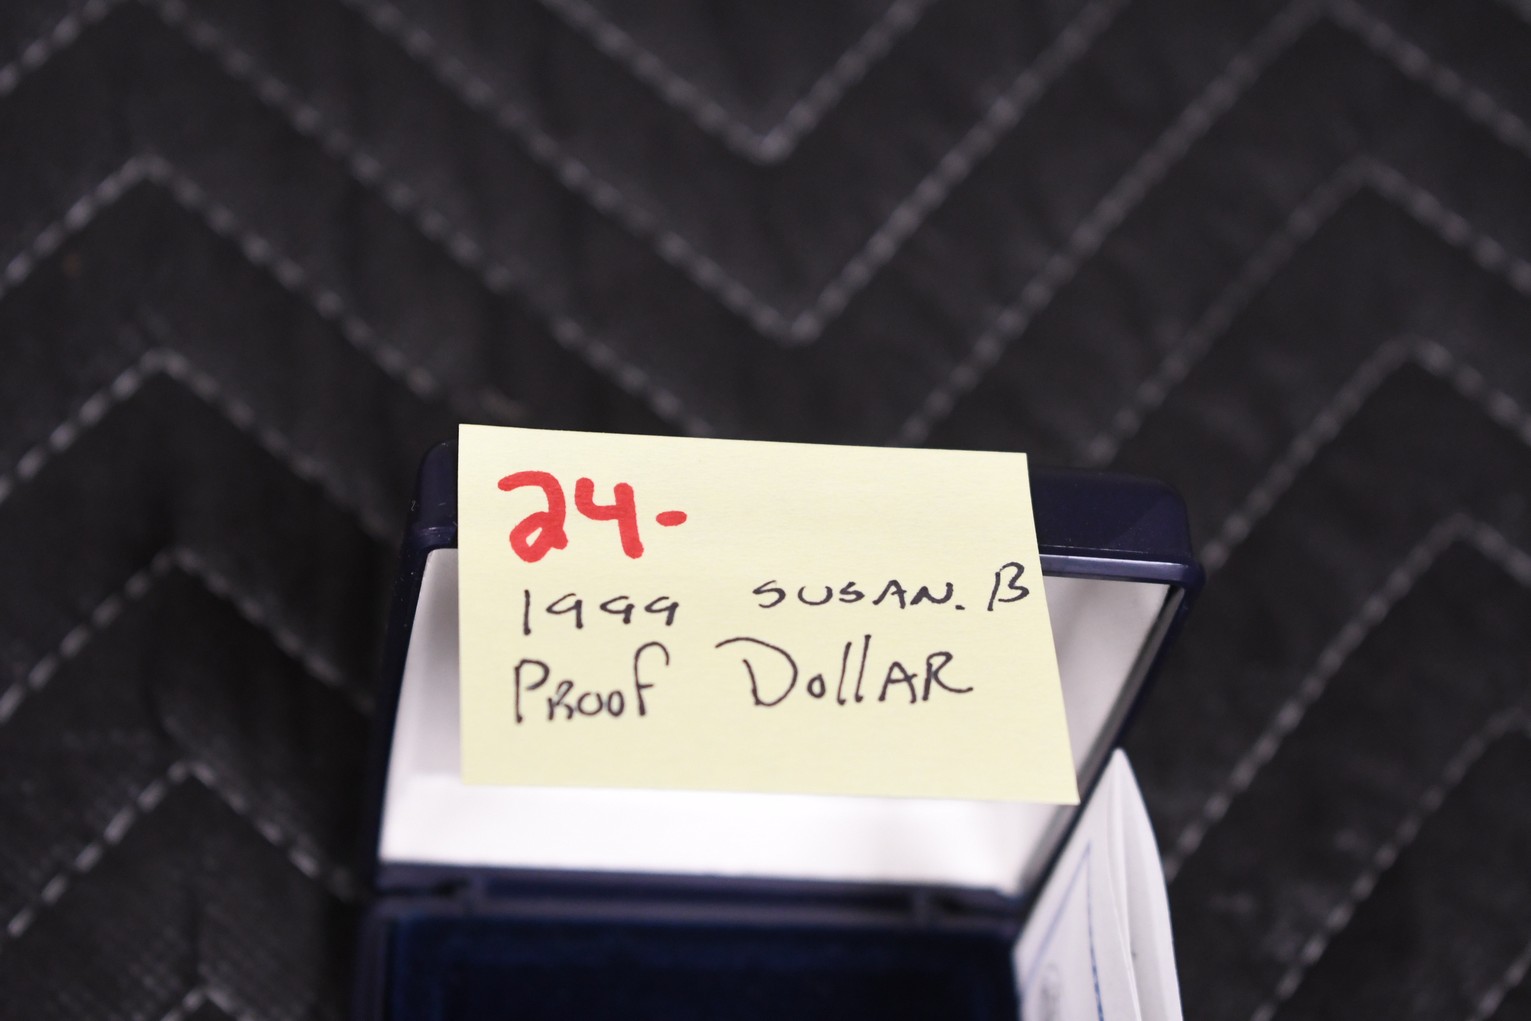 24.
1999 SUSAN. B
PROOF DollAR